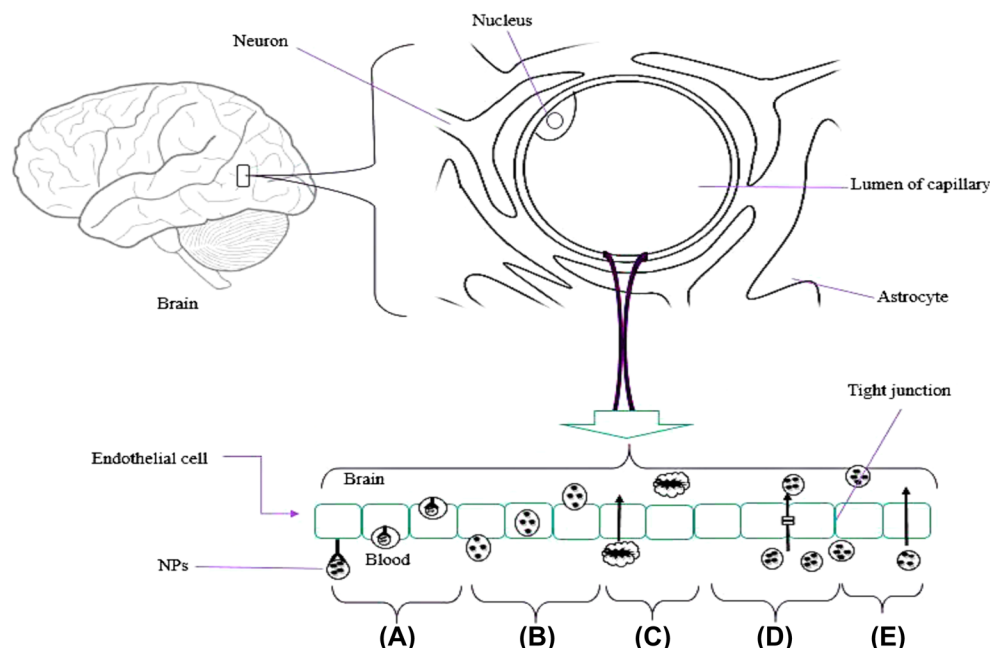 Nucleus
Neuron
Lumen of capillary
Brain
Astrocyte
Tight junction
Endothelial cell
Brain
Blood
NPs
(A) (B) (C) (D) (E)